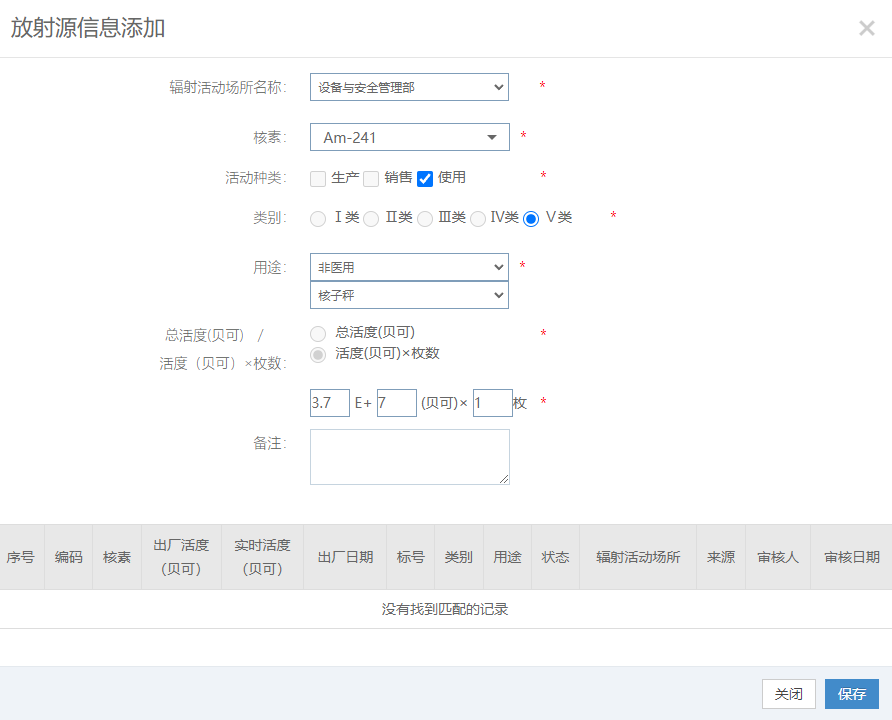 放射源信息添加 ×
辐射活动场所名称： 设备与安全管理部 *
核素： Am-241 *
活动种类： 生产 销售 使用 *
类别： Ⅰ类 Ⅱ类 Ⅲ类 Ⅳ类 Ⅴ类 *
用途： 非医用 *
核子秤
总活度(贝可) / 总活度(贝可) *
活度（贝可）×枚数： 活度(贝可)×枚数
3.7 E+ 7 (贝可)× 1 枚 *
备注：
序号 编码 核素 出厂活度（贝可） 实时活度（贝可） 出厂日期 标号 类别 用途 状态 辐射活动场所 来源 审核人 审核日期
没有找到匹配的记录
关闭 保存